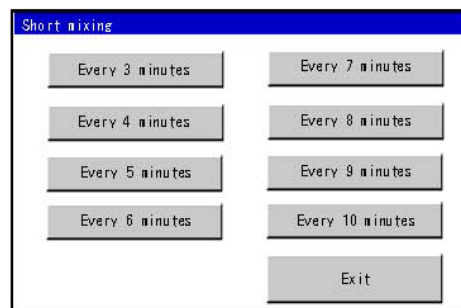 Short mixing
Every 3 minutes
Every 4 minutes
Every 5 minutes
Every 6 minutes
Every 7 minutes
Every 8 minutes
Every 9 minutes
Every 10 minutes
Exit